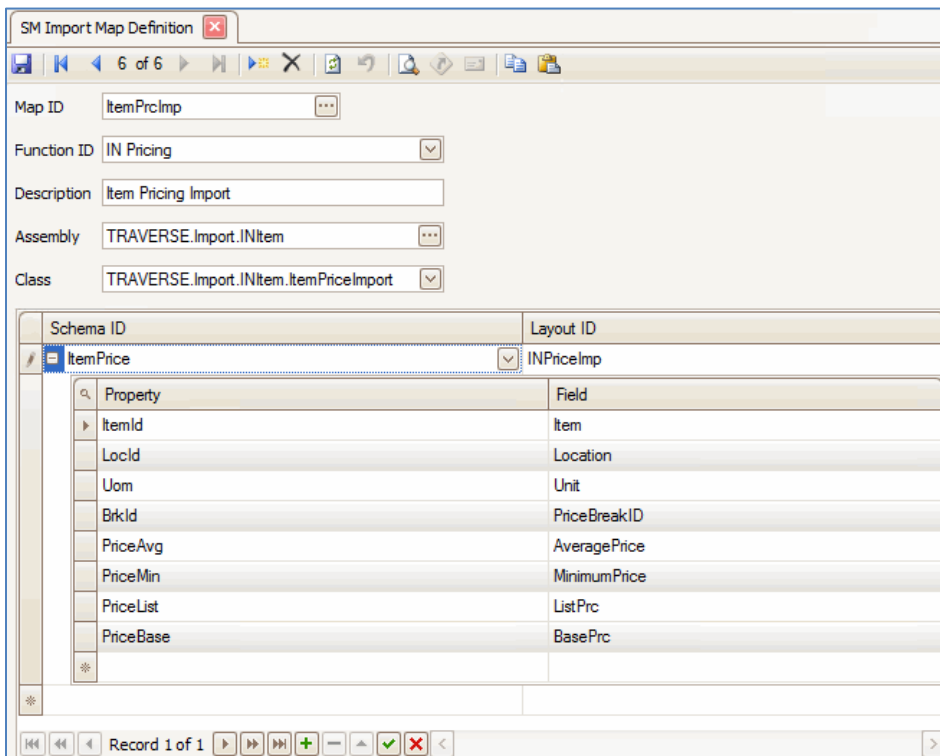 SM Import Map Definition
6 of 6
Map ID ItemPrcImp
Function ID IN Pricing
Description Item Pricing Import
Assembly TRAVERSE.Import.INItem
Class TRAVERSE.Import.INItem.ItemPriceImport
Schema ID Layout ID
ItemPrice INPriceImp
Property Field
ItemId Item
LocId Location
Uom Unit
BrkId PriceBreakID
PriceAvg AveragePrice
PriceMin MinimumPrice
PriceList ListPrc
PriceBase BasePrc
Record 1 of 1